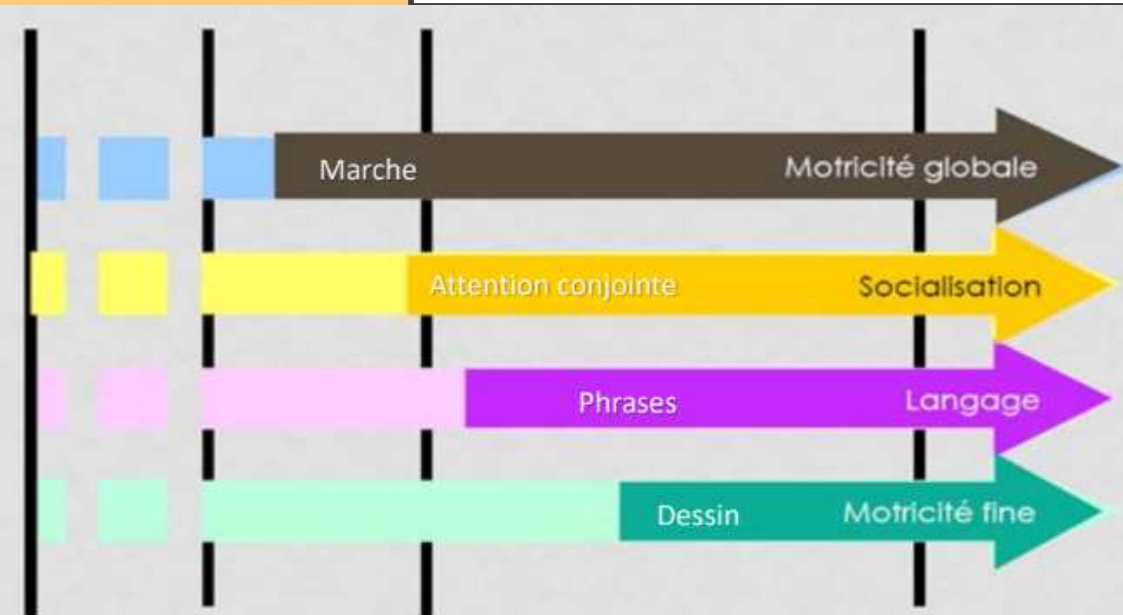 Marche Motricité globale
Attention conjointe Socialisation
Phrases Langage
Dessin Motricité fine